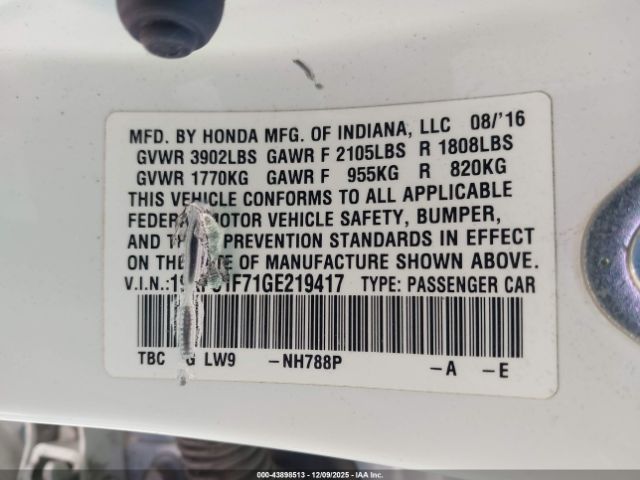 MFD. BY HONDA MFG. OF INDIANA, LLC 08/'16
GVWR 3902LBS GAWR F 2105LBS R 1808LBS
GVWR 1770KG GAWR F 955KG R 820KG
THIS VEHICLE CONFORMS TO ALL APPLICABLE
FEDERAL MOTOR VEHICLE SAFETY, BUMPER,
AND PREVENTION STANDARDS IN EFFECT
ON THE DATE OF MANUFACTURE SHOWN ABOVE.
V.I.N.: TYPE: PASSENGER CAR
TBC G LW9 -NH788P -A -E
000-43898513 - 12/09/2025 - IAA Inc.